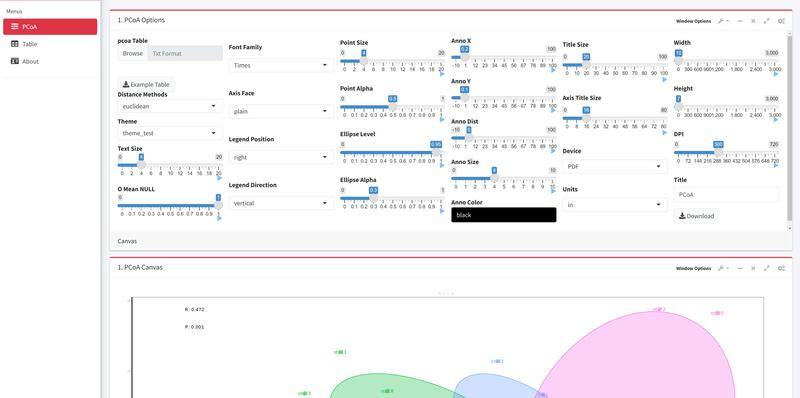 Menus
PCoA
Table
About
1. PCoA Options
Window Options
pcoa Table
Browse Txt Format
Example Table
Distance Methods
euclidean
Theme
theme_test
Text Size
0 4 20
0 2 4 6 8 10 12 14 16 18 20
0 Mean NULL
0 1
0 0.1 0.2 0.3 0.4 0.5 0.6 0.7 0.8 0.9 1
Font Family
Times
Axis Face
plain
Legend Position
right
Legend Direction
vertical
Point Size
0 4 20
0 2 4 6 8 10 12 14 16 18 20
Point Alpha
0 0.5 1
0 0.1 0.2 0.3 0.4 0.5 0.6 0.7 0.8 0.9 1
Ellipse Level
0 0.95
0 0.1 0.2 0.3 0.4 0.5 0.6 0.7 0.8 0.9 1
Ellipse Alpha
0 0.3 1
0 0.1 0.2 0.3 0.4 0.5 0.6 0.7 0.8 0.9 1
Anno X
100
-10 1 12 23 34 45 56 67 78 89 100
Anno Y
100
-10 1 12 23 34 45 56 67 78 89 100
Anno Dist
-10 100
-10 1 12 23 34 45 56 67 78 89 100
Anno Size
0 4 10
0 1 2 3 4 5 6 7 8 9 10
Anno Color
black
Title Size
0 20 100
0 10 20 30 40 50 60 70 80 90 100
Axis Title Size
0 80
0 8 16 24 32 40 48 56 64 72 80
Device
PDF
Units
in
Width
3,000
0 300 600 900 1,200 1,800 2,400 3,000
Height
7 3,000
0 300 600 900 1,200 1,800 2,400 3,000
DPI
72 300 720
72 144 216 288 360 432 504 576 648 720
Title
PCoA
Download
Canvas
1. PCoA Canvas
Window Options
R: 0.472
P: 0.001